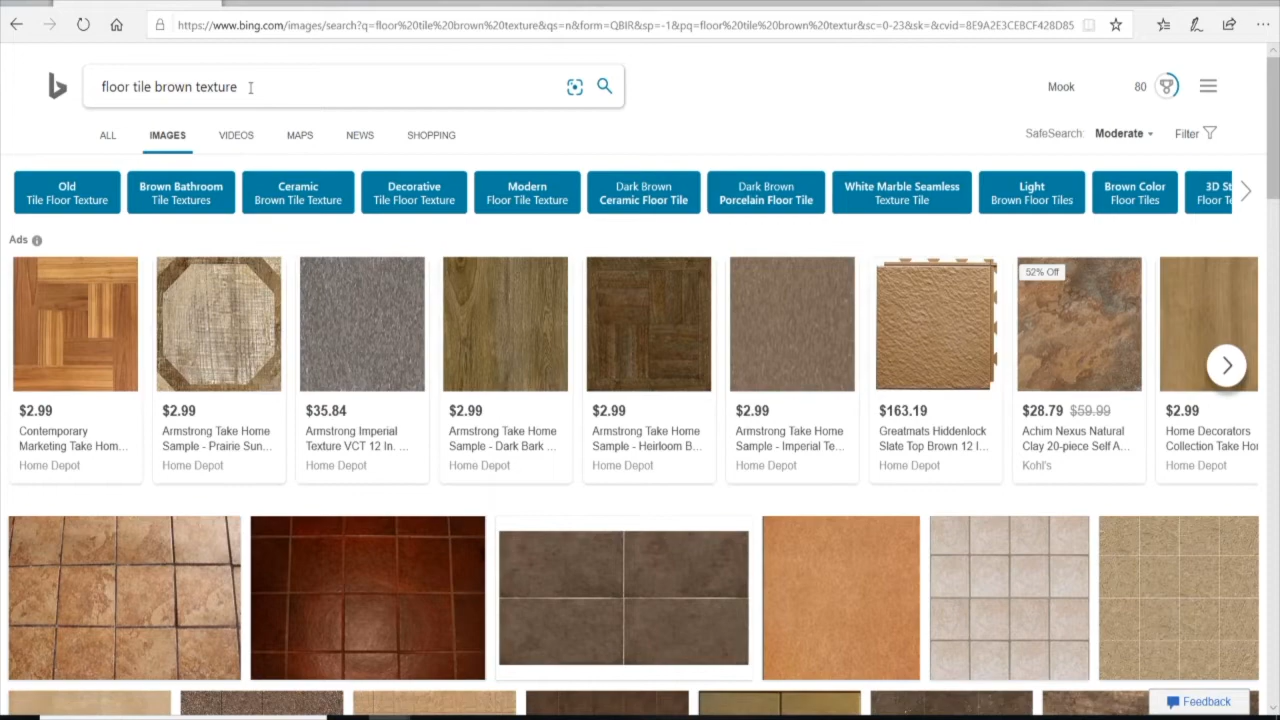 https://www.bing.com/images/search?q=floor%20tile%20brown%20texture&qs=n&form=QBIR&sp=-1&pq=floor%20tile%20brown%20textur&sc=0-23&sk=&cvid=8E9A2E3CEBCF428D85
floor tile brown texture
Mook
80
ALL
IMAGES
VIDEOS
MAPS
NEWS
SHOPPING
SafeSearch:
Moderate
Filter
Old
Tile Floor Texture
Brown Bathroom
Tile Textures
Ceramic
Brown Tile Texture
Decorative
Tile Floor Texture
Modern
Floor Tile Texture
Dark Brown
Ceramic Floor Tile
Dark Brown
Porcelain Floor Tile
White Marble Seamless
Texture Tile
Light
Brown Floor Tiles
Brown Color
Floor Tiles
3D St
Floor Te
Ads
52% Off
$2.99
Contemporary
Marketing Take Hom...
Home Depot
$2.99
Armstrong Take Home
Sample - Prairie Sun...
Home Depot
$35.84
Armstrong Imperial
Texture VCT 12 In. ...
Home Depot
$2.99
Armstrong Take Home
Sample - Dark Bark ...
Home Depot
$2.99
Armstrong Take Home
Sample - Heirloom B...
Home Depot
$2.99
Armstrong Take Home
Sample - Imperial Te...
Home Depot
$163.19
Greatmats Hiddenlock
Slate Top Brown 12 I...
Home Depot
$28.79 $59.99
Achim Nexus Natural
Clay 20-piece Self A...
Kohl's
$2.99
Home Decorators
Collection Take Hor
Home Depot
Feedback